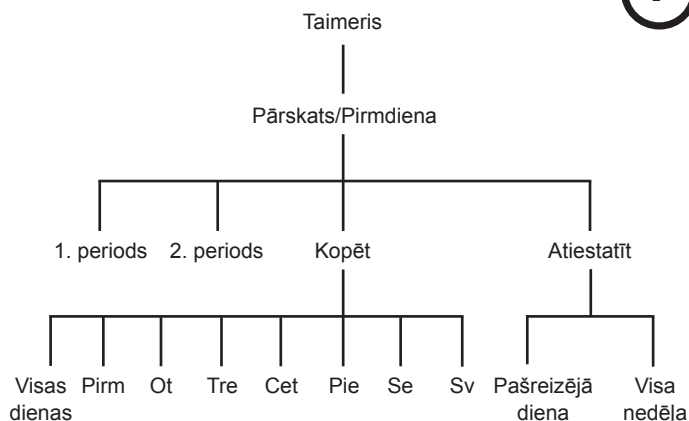 Taimeris
Pārskats/Pirmdiena
1. periods 2. periods Kopēt Atiestatīt
Visas dienas Pirm Ot Tre Cet Pie Se Sv Pašreizējā diena Visa nedēļa